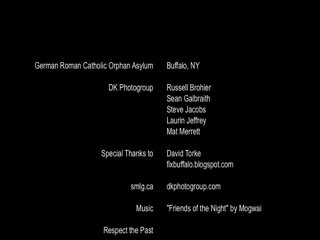 German Roman Catholic Orphan Asylum Buffalo, NY
DK Photogroup Russell Brohier
Sean Galbraith
Steve Jacobs
Laurin Jeffrey
Mat Merrett
Special Thanks to David Torke
fixbuffalo.blogspot.com
smlg.ca dkphotogroup.com
Music "Friends of the Night" by Mogwai
Respect the Past